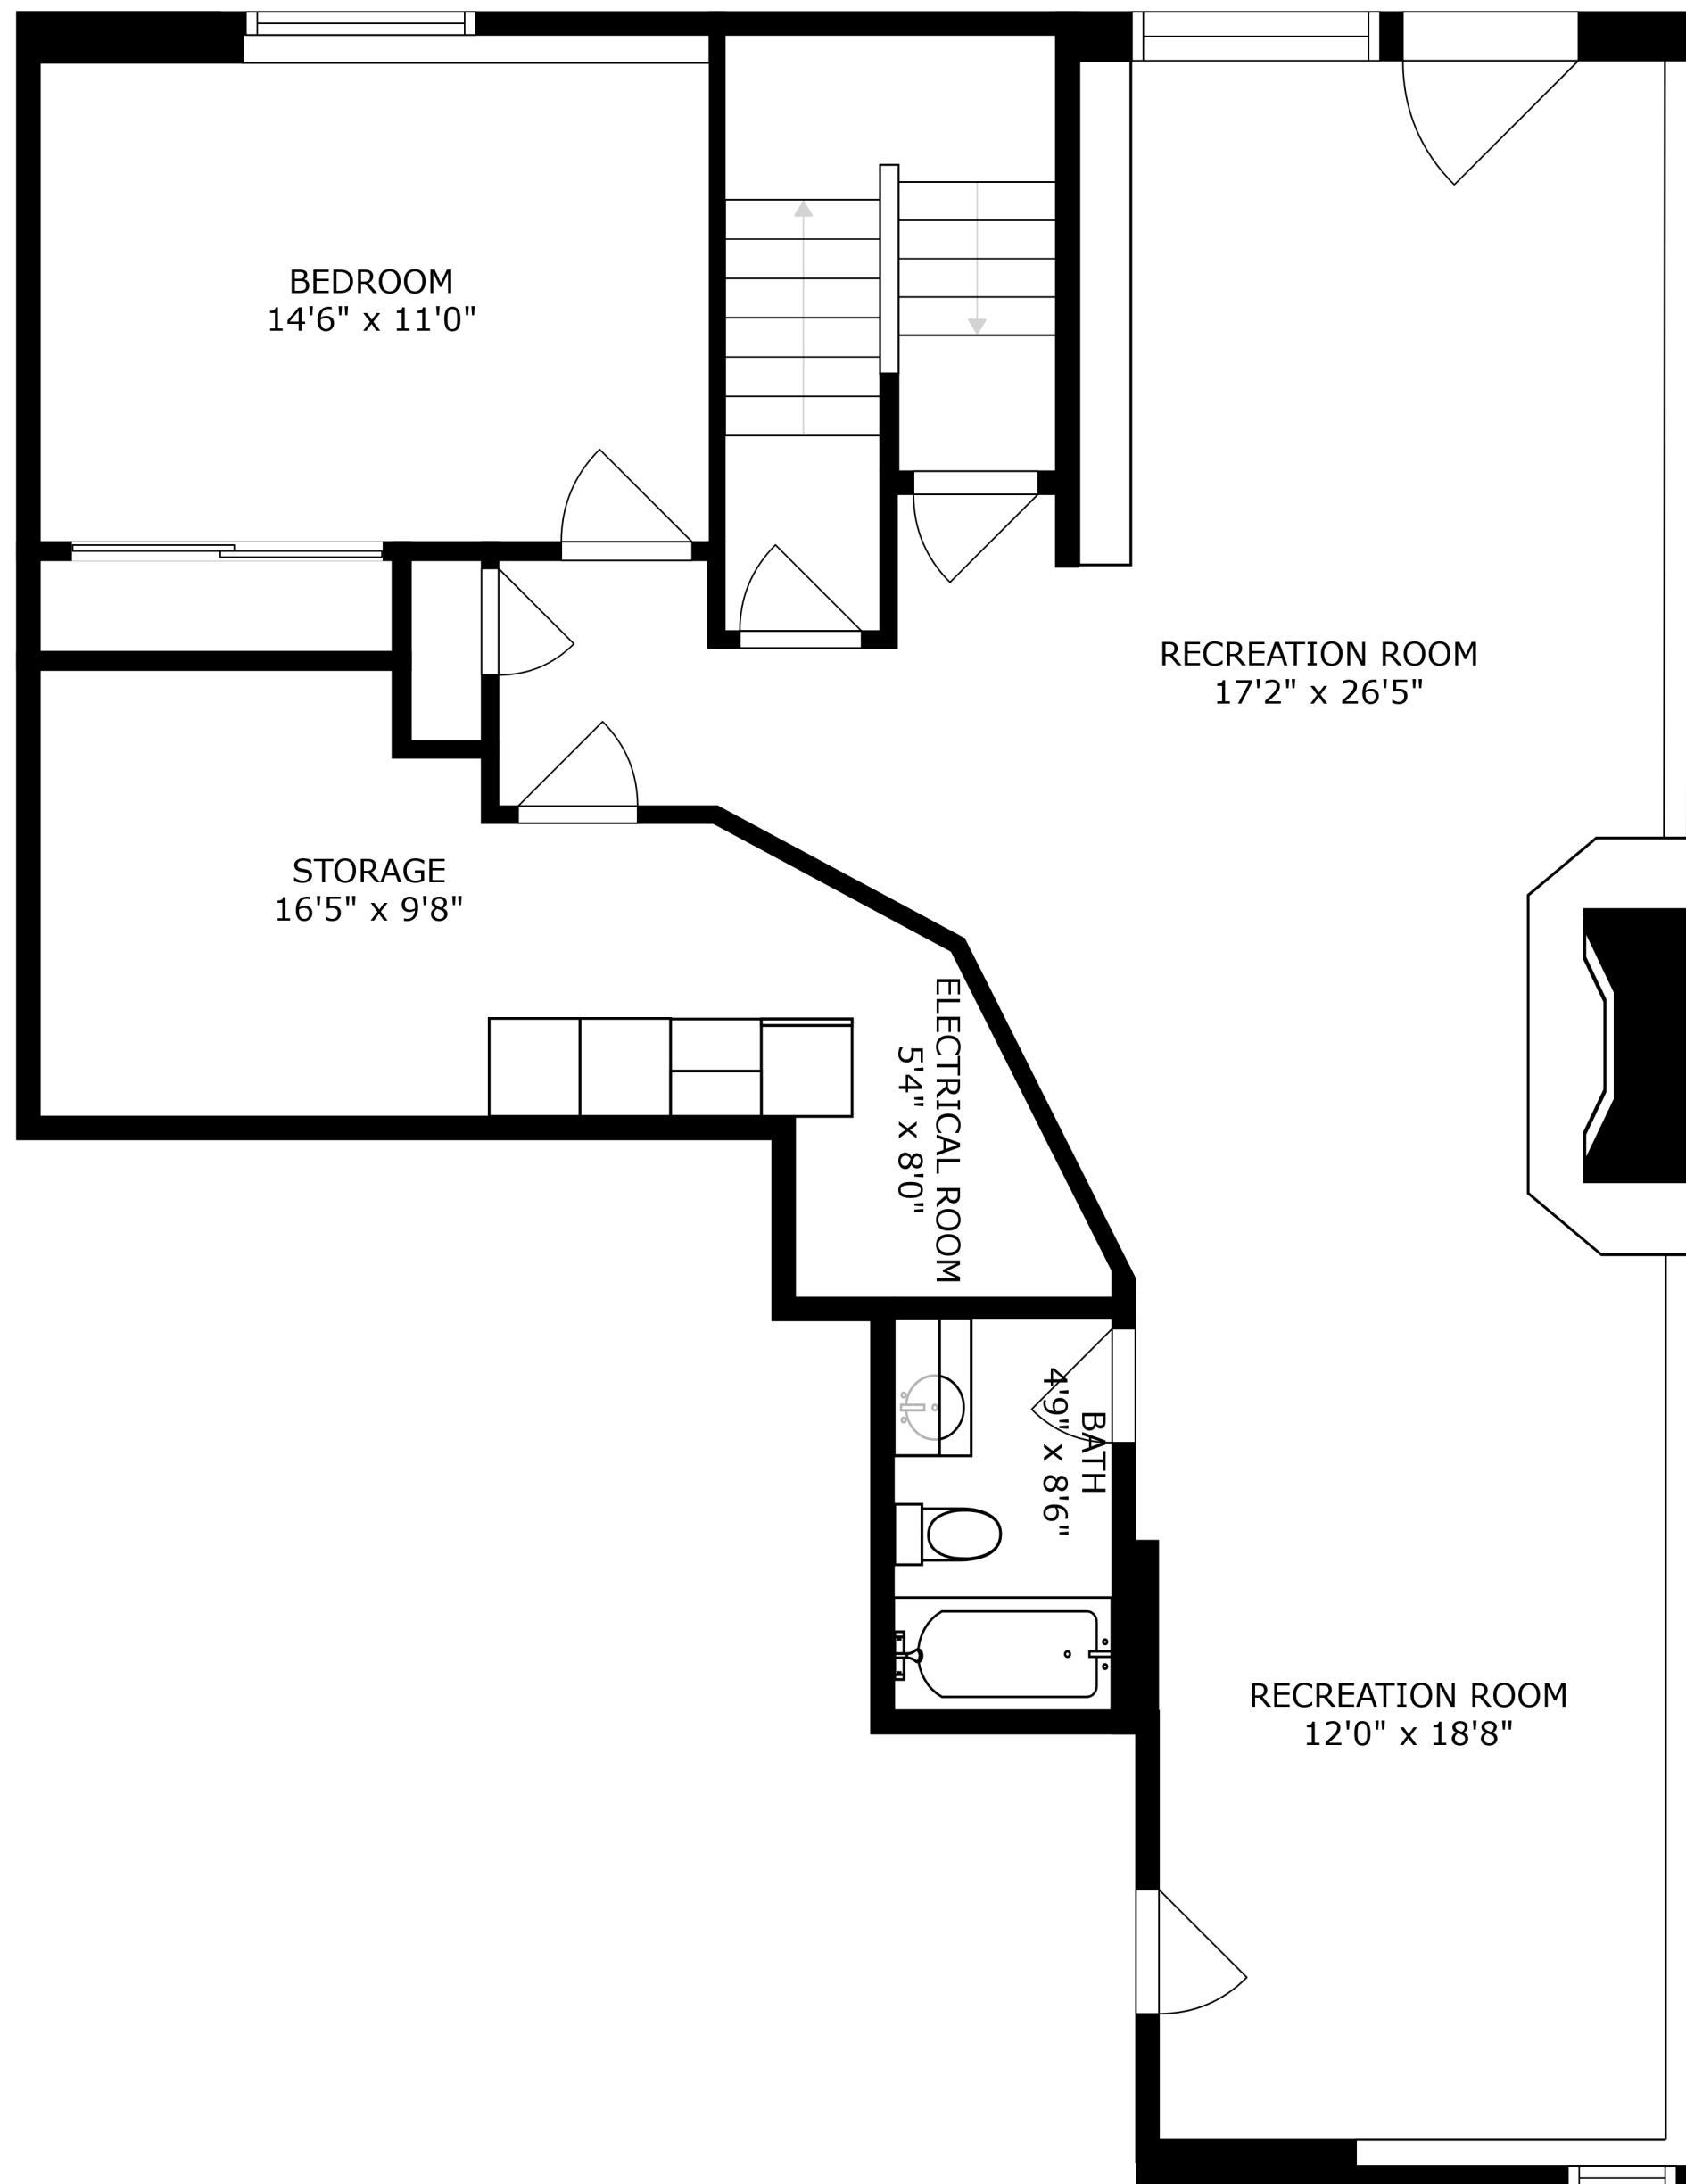 BEDROOM
14'6" x 11'0"
RECREATION ROOM
17'2" x 26'5"
STORAGE
16'5" x 9'8"
ELECTRICAL ROOM
5'4" x 8'0"
BATH
4'9" x 8'6"
RECREATION ROOM
12'0" x 18'8"